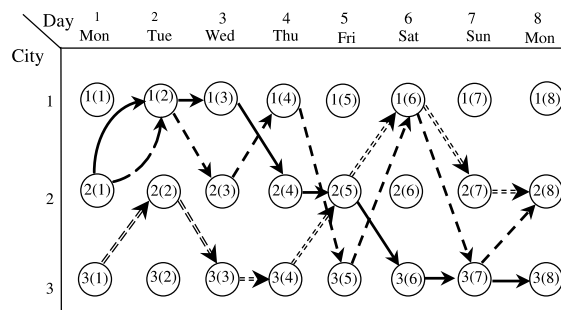 Day 1 2 3 4 5 6 7 8
Mon Tue Wed Thu Fri Sat Sun Mon
City
1 1(1) 1(2) 1(3) 1(4) 1(5) 1(6) 1(7) 1(8)
2 2(1) 2(2) 2(3) 2(4) 2(5) 2(6) 2(7) 2(8)
3 3(1) 3(2) 3(3) 3(4) 3(5) 3(6) 3(7) 3(8)